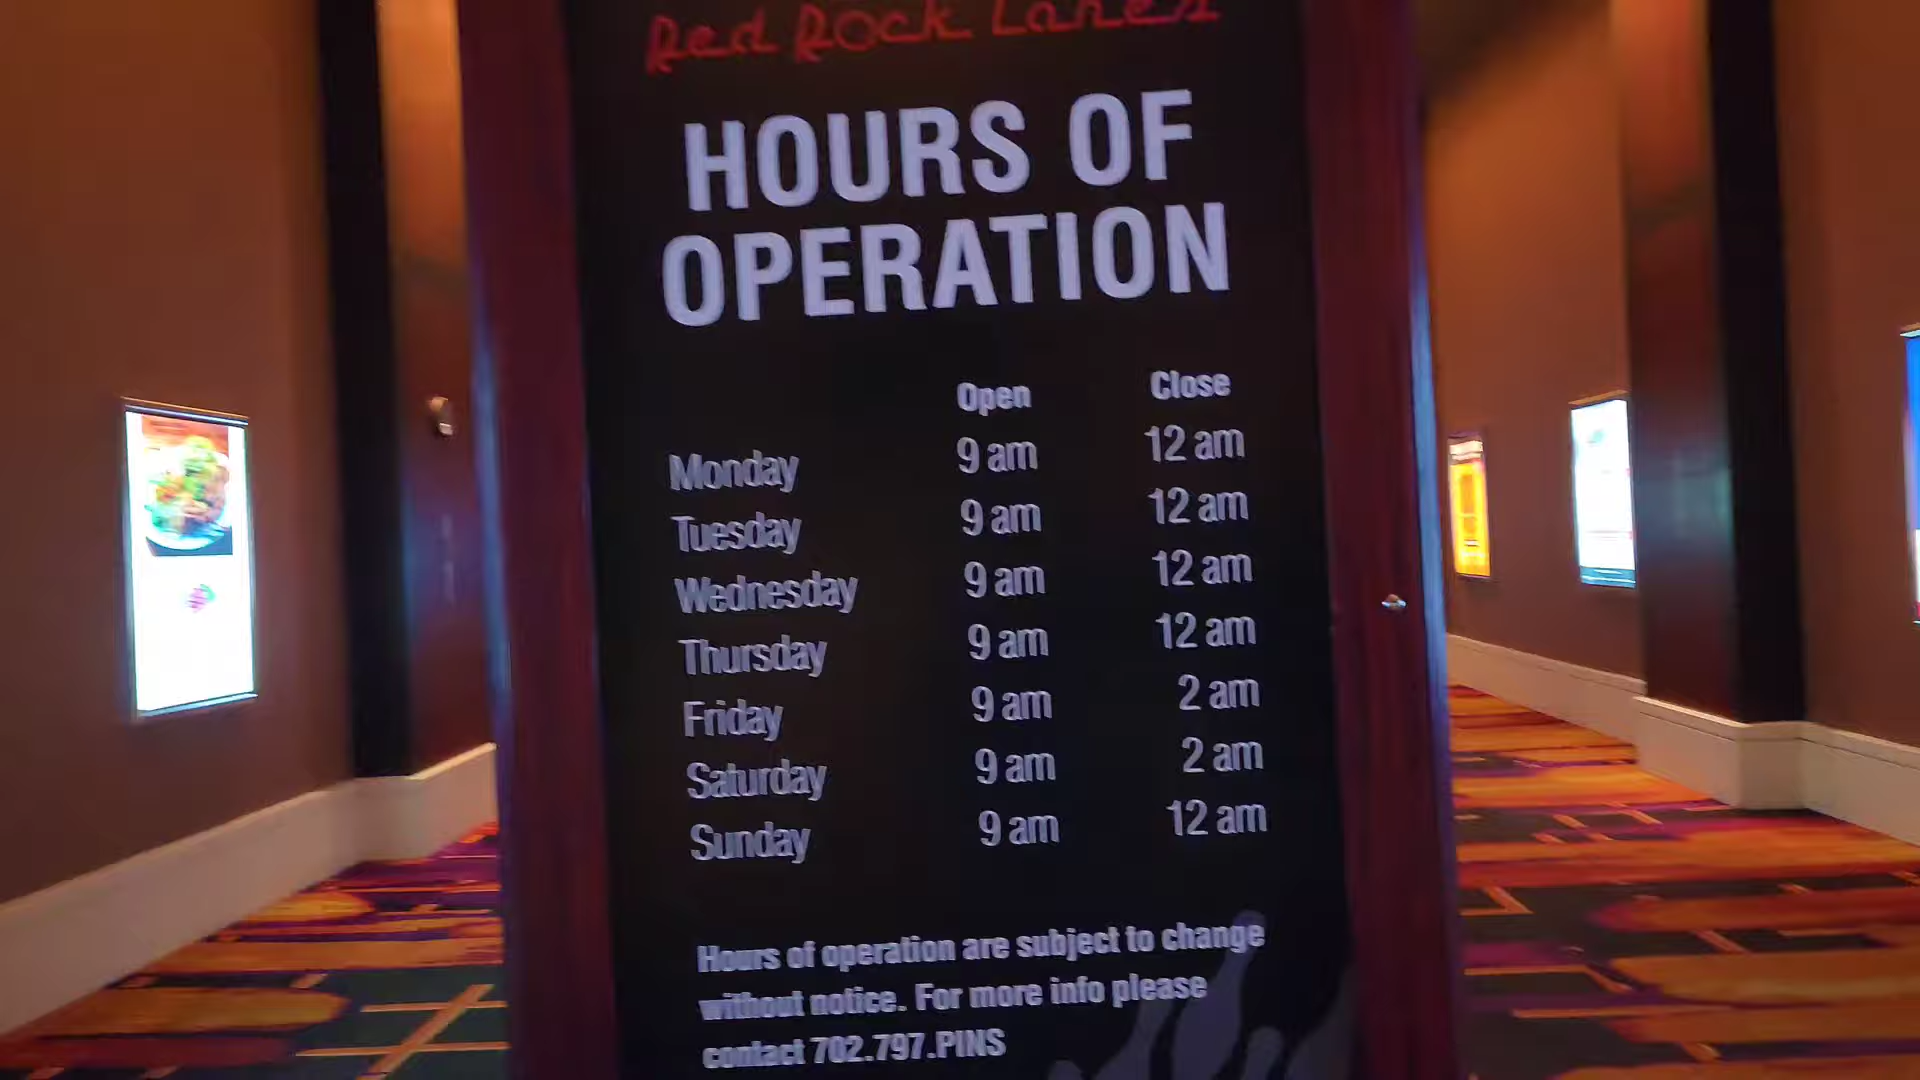 Red Rock Lanes
HOURS OF
OPERATION
Open Close
Monday 9 am 12 am
Tuesday 9 am 12 am
Wednesday 9 am 12 am
Thursday 9 am 12 am
Friday 9 am 2 am
Saturday 9 am 2 am
Sunday 9 am 12 am
Hours of operation are subject to change
without notice. For more info please
contact 702.797.PINS